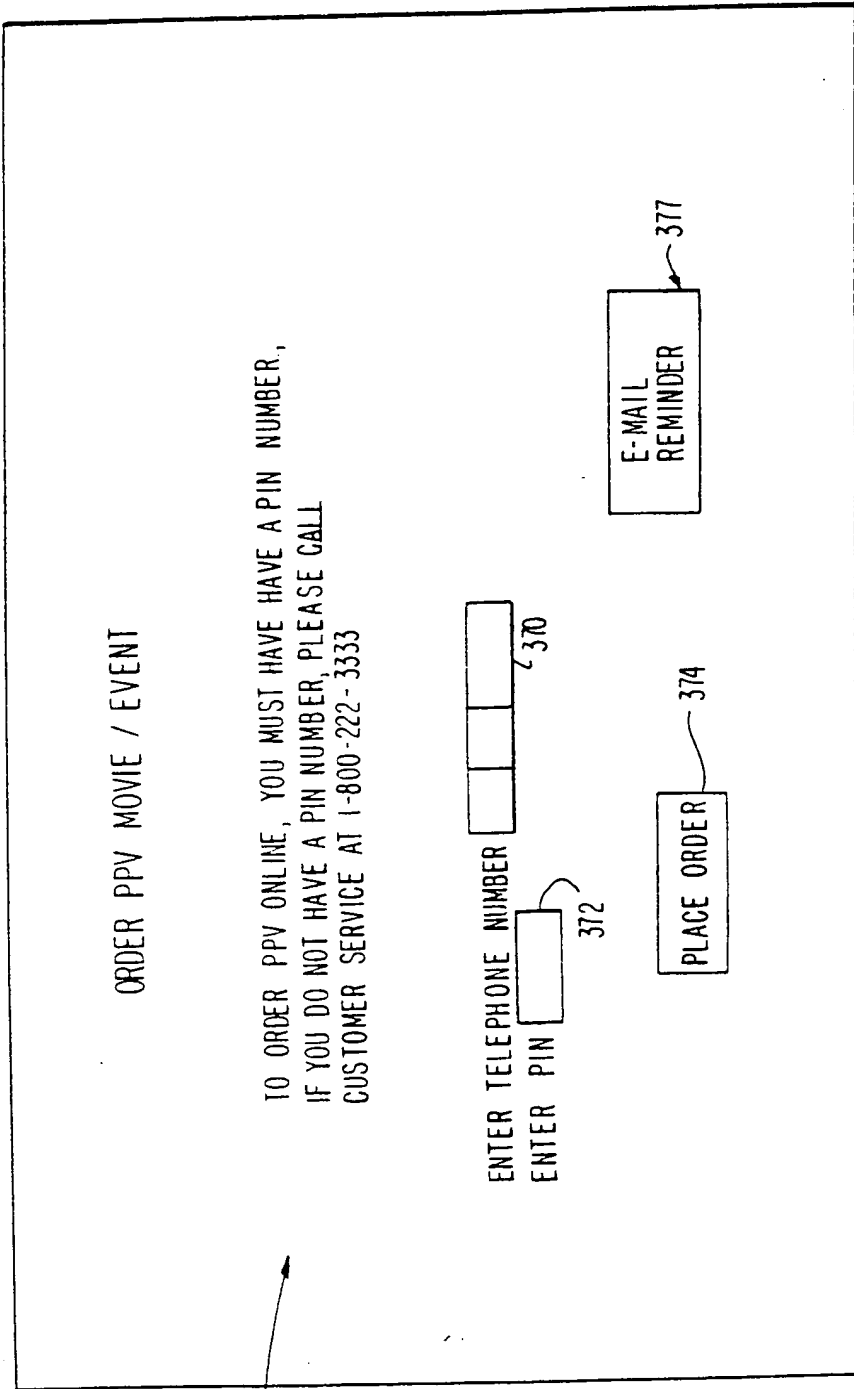 ORDER PPV MOVIE / EVENT
TO ORDER PPV ONLINE, YOU MUST HAVE HAVE A PIN NUMBER.,
IF YOU DO NOT HAVE A PIN NUMBER, PLEASE CALL
CUSTOMER SERVICE AT 1-800-222-3333
ENTER TELEPHONE NUMBER
370
ENTER PIN
372
PLACE ORDER
374
E-MAIL
REMINDER
377